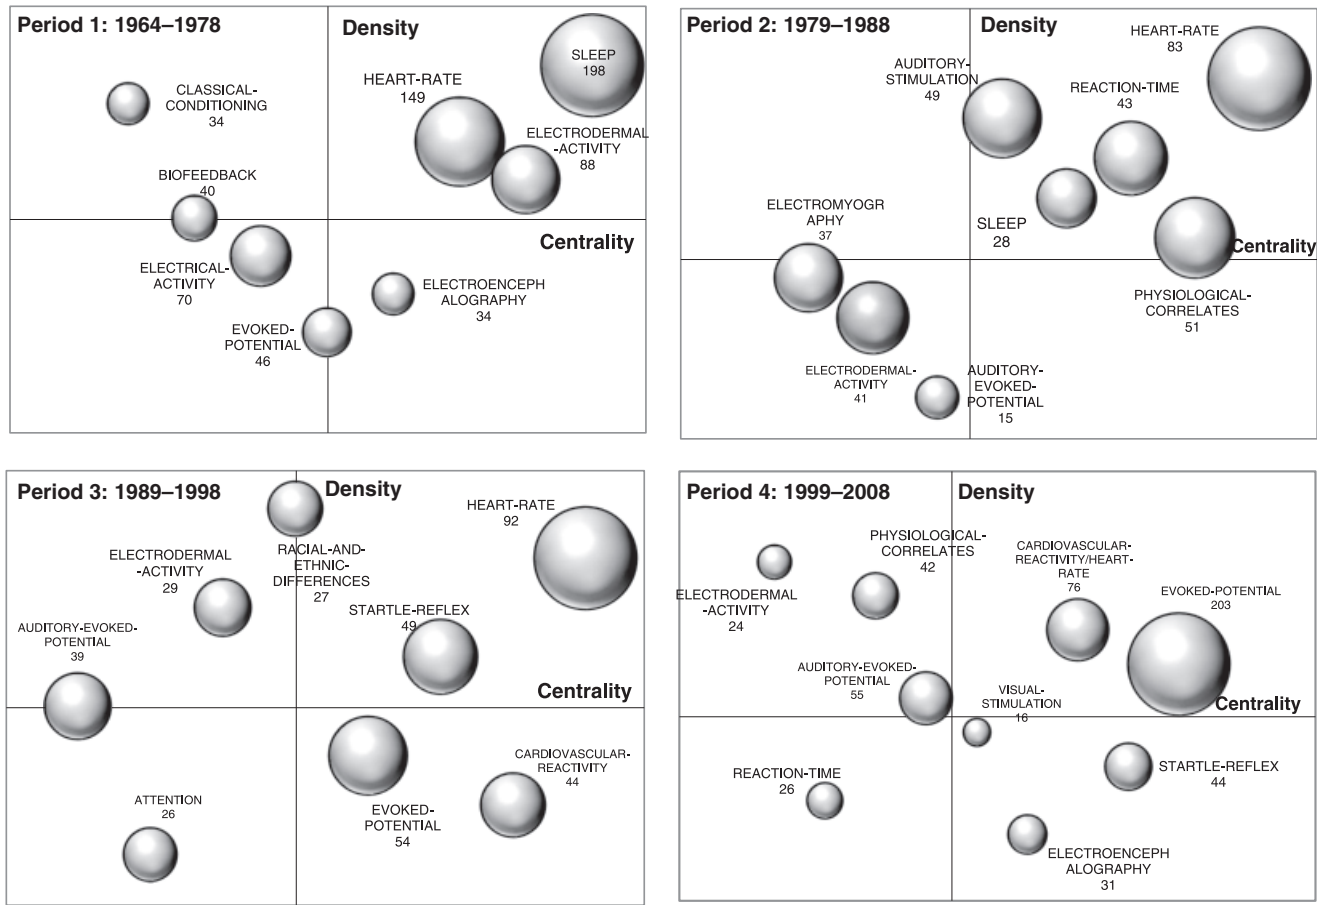 Period 1: 1964–1978
Density
SLEEP
198
HEART-RATE
149
CLASSICAL-
CONDITIONING
34
ELECTRODERMAL
-ACTIVITY
88
BIOFEEDBACK
40
Centrality
ELECTRICAL-
ACTIVITY
70
ELECTROENCEPH
ALOGRAPHY
34
EVOKED-
POTENTIAL
46
Period 2: 1979–1988
Density
HEART-RATE
83
AUDITORY-
STIMULATION
49
REACTION-TIME
43
ELECTROMYOGR
APHY
37
SLEEP
28
Centrality
PHYSIOLOGICAL-
CORRELATES
51
ELECTRODERMAL-
ACTIVITY
41
AUDITORY-
EVOKED-
POTENTIAL
15
Period 3: 1989–1998
Density
HEART-RATE
92
RACIAL-AND-
ETHNIC-
DIFFERENCES
27
ELECTRODERMAL
-ACTIVITY
29
STARTLE-REFLEX
49
AUDITORY-EVOKED-
POTENTIAL
39
Centrality
CARDIOVASCULAR-
REACTIVITY
44
ATTENTION
26
EVOKED-
POTENTIAL
54
Period 4: 1999–2008
Density
PHYSIOLOGICAL-
CORRELATES
42
CARDIOVASCULAR-
REACTIVITY/HEART-
RATE
76
ELECTRODERMAL
-ACTIVITY
24
EVOKED-POTENTIAL
203
AUDITORY-EVOKED-
POTENTIAL
55
VISUAL-
STIMULATION
16
Centrality
REACTION-TIME
26
STARTLE-REFLEX
44
ELECTROENCEPH
ALOGRAPHY
31